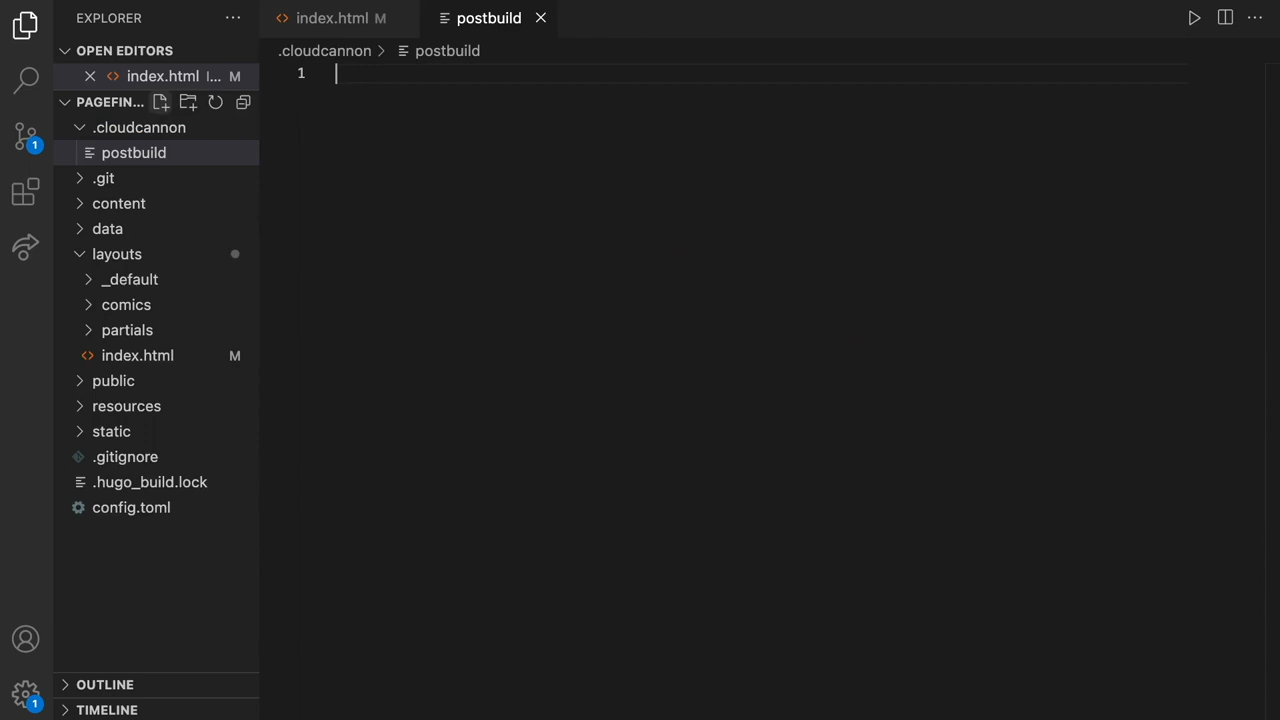 EXPLORER
index.html M
postbuild
OPEN EDITORS
.cloudcannon > postbuild
index.html l... M
1
PAGEFIN...
.cloudcannon
postbuild
1
.git
content
data
layouts
_default
comics
partials
index.html M
public
resources
static
.gitignore
.hugo_build.lock
config.toml
OUTLINE
1
TIMELINE